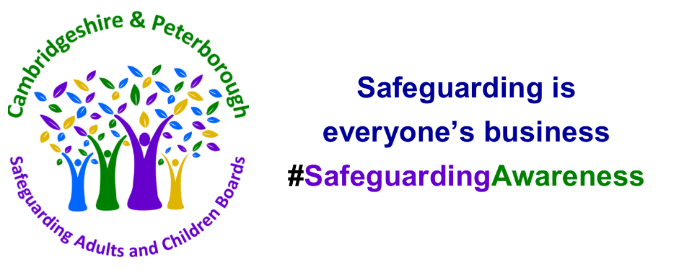 Cambridgeshire & Peterborough
Safeguarding Adults and Children Boards
Safeguarding is
everyone’s business
#SafeguardingAwareness